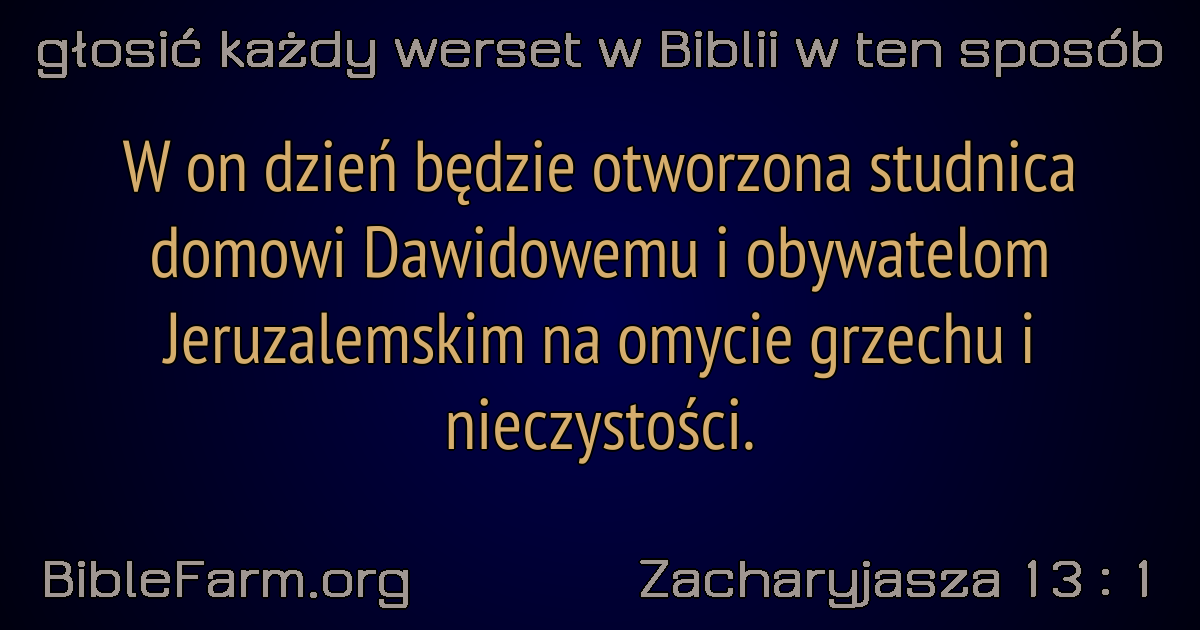 głosić każdy werset w Biblii w ten sposób
W on dzień będzie otworzona studnica
domowi Dawidowemu i obywatelom
Jeruzalemskim na omycie grzechu i
nieczystości.
BibleFarm.org
Zacharyjasza 13 : 1